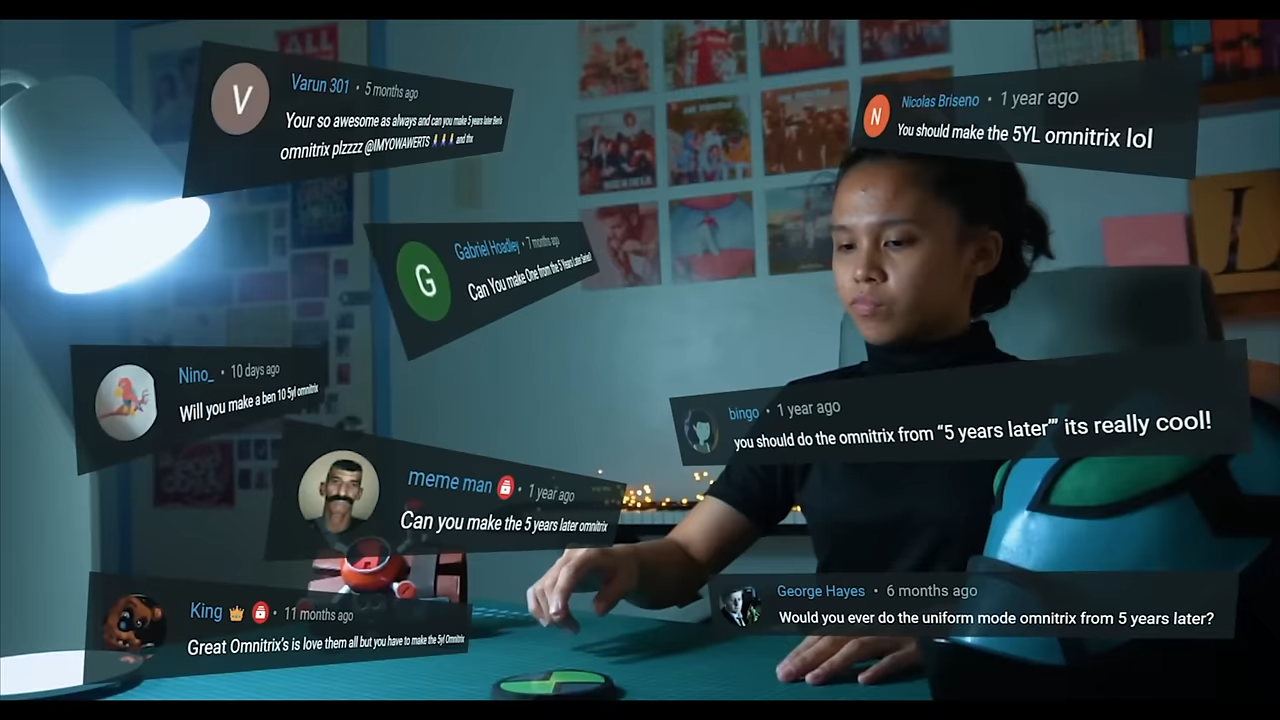 ALL
Varun 301 • 5 months ago
Your so awesome as always and can you make 5 years later Ben's
omnitrix plzzzz @IMYOWAWERTS and thx
Nicolas Briseno • 1 year ago
You should make the 5YL omnitrix lol
Gabriel Hoadley • 7 months ago
Can You make One from the 5 Years Later Series?
Nino_ • 10 days ago
Will you make a ben 10 5yl omnitrix
bingo • 1 year ago
you should do the omnitrix from “5 years later”’ its really cool!
meme man • 1 year ago
Can you make the 5 years later omnitrix
King • 11 months ago
Great Omnitrix's is love them all but you have to make the 5yl Omnitrix
George Hayes • 6 months ago
Would you ever do the uniform mode omnitrix from 5 years later?